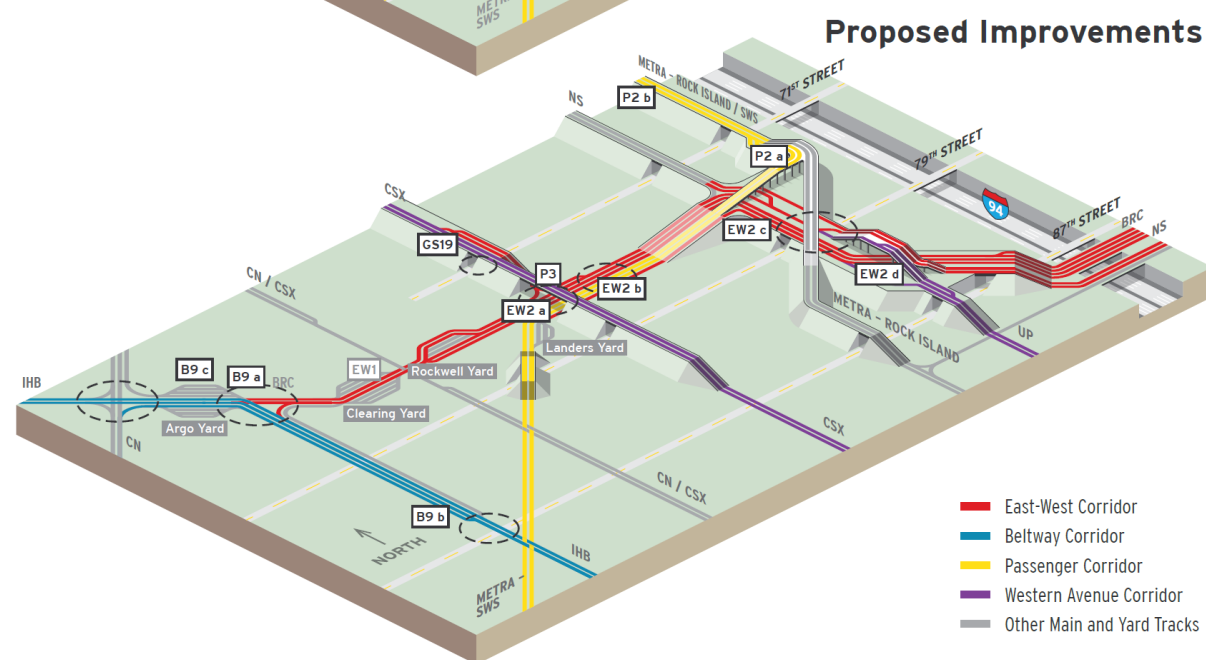 METRA
SWS
Proposed Improvements
METRA - ROCK ISLAND / SWS
71ST STREET
P2 b
NS
79TH STREET
P2 a
94
87TH STREET
BRC
NS
CSX
GS19
EW2 c
EW2 d
CN / CSX
P3
EW2 b
EW2 a
METRA - ROCK ISLAND
UP
Landers Yard
Rockwell Yard
EW1
B9 c
B9 a
BRC
IHB
Clearing Yard
Argo Yard
CN
CSX
CN / CSX
B9 b
NORTH
IHB
METRA -
SWS
East-West Corridor
Beltway Corridor
Passenger Corridor
Western Avenue Corridor
Other Main and Yard Tracks